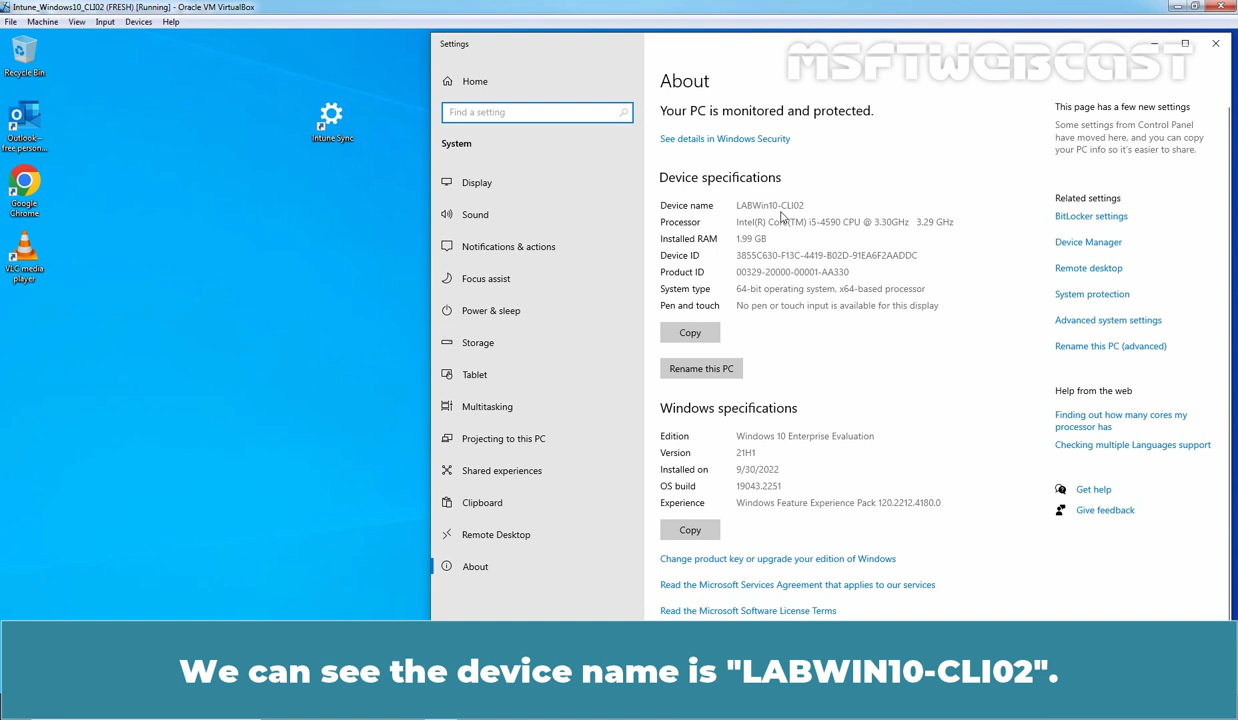 Intune_Windows10_CLI02 (FRESH) [Running] - Oracle VM VirtualBox
File Machine View Input Devices Help
Recycle Bin
Outlook – free person...
Google Chrome
VLC media player
Intune Sync
MSFTWEBCAST
Settings
Home
Find a setting
System
Display
Sound
Notifications & actions
Focus assist
Power & sleep
Storage
Tablet
Multitasking
Projecting to this PC
Shared experiences
Clipboard
Remote Desktop
About
About
Your PC is monitored and protected.
See details in Windows Security
Device specifications
Device name LABWin10-CLI02
Processor Intel(R) Core(TM) i5-4590 CPU @ 3.30GHz 3.29 GHz
Installed RAM 1.99 GB
Device ID 3855C630-F13C-4419-B02D-91EA6F2AADDC
Product ID 00329-20000-00001-AA330
System type 64-bit operating system, x64-based processor
Pen and touch No pen or touch input is available for this display
Copy
Rename this PC
Windows specifications
Edition Windows 10 Enterprise Evaluation
Version 21H1
Installed on 9/30/2022
OS build 19043.2251
Experience Windows Feature Experience Pack 120.2212.4180.0
Copy
Change product key or upgrade your edition of Windows
Read the Microsoft Services Agreement that applies to our services
Read the Microsoft Software License Terms
This page has a few new settings
Some settings from Control Panel
have moved here, and you can copy
your PC info so it's easier to share.
Related settings
BitLocker settings
Device Manager
Remote desktop
System protection
Advanced system settings
Rename this PC (advanced)
Help from the web
Finding out how many cores my
processor has
Checking multiple Languages support
Get help
Give feedback
We can see the device name is "LABWIN10-CLI02".